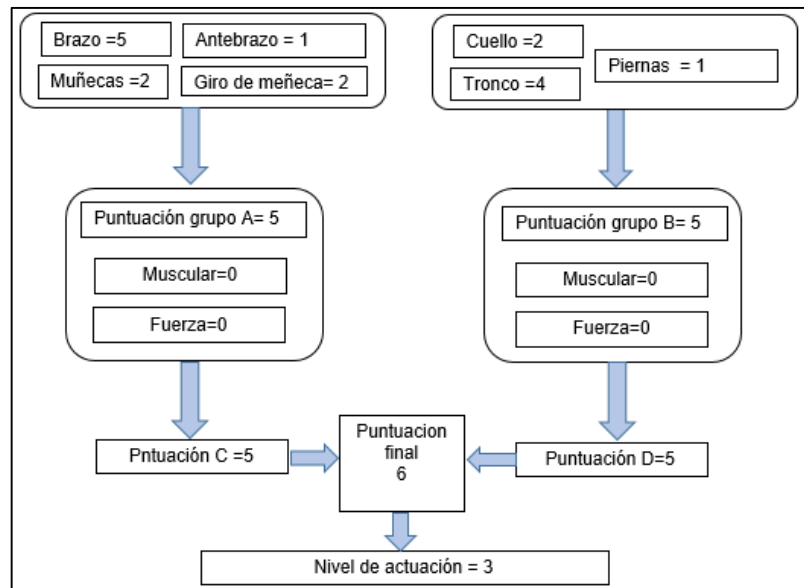 Brazo =5
Antebrazo = 1
Muñecas =2
Giro de meñeca= 2
Cuello =2
Piernas = 1
Tronco =4
Puntuación grupo A= 5
Muscular=0
Fuerza=0
Puntuación grupo B= 5
Muscular=0
Fuerza=0
Pntuación C =5
Puntuacion
final
6
Puntuación D=5
Nivel de actuación = 3